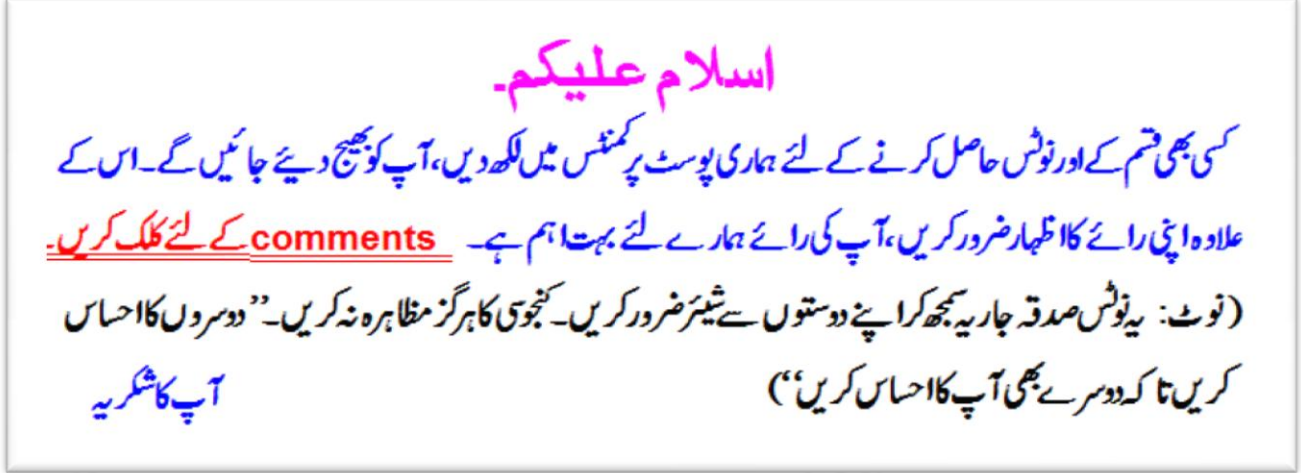 اسلام علیکم۔
کسی بھی قسم کے اور نوٹس حاصل کرنے کے لئے ہماری پوسٹ پر کمنٹس میں لکھ دیں، آپ کو بھیج دیئے جائیں گے۔ اس کے
علاوہ اپنی رائے کا اظہار ضرور کریں، آپ کی رائے ہمارے لئے بہت اہم ہے۔ comments کے لئے کلک کریں۔
(نوٹ: یہ نوٹس صدقہ جاریہ سمجھ کر اپنے دوستوں سے شیئر ضرور کریں۔ کنجوسی کا ہرگز مظاہرہ نہ کریں۔ ’’دوسروں کا احساس
کریں تا کہ دوسرے بھی آپ کا احساس کریں‘‘) آپ کا شکریہ